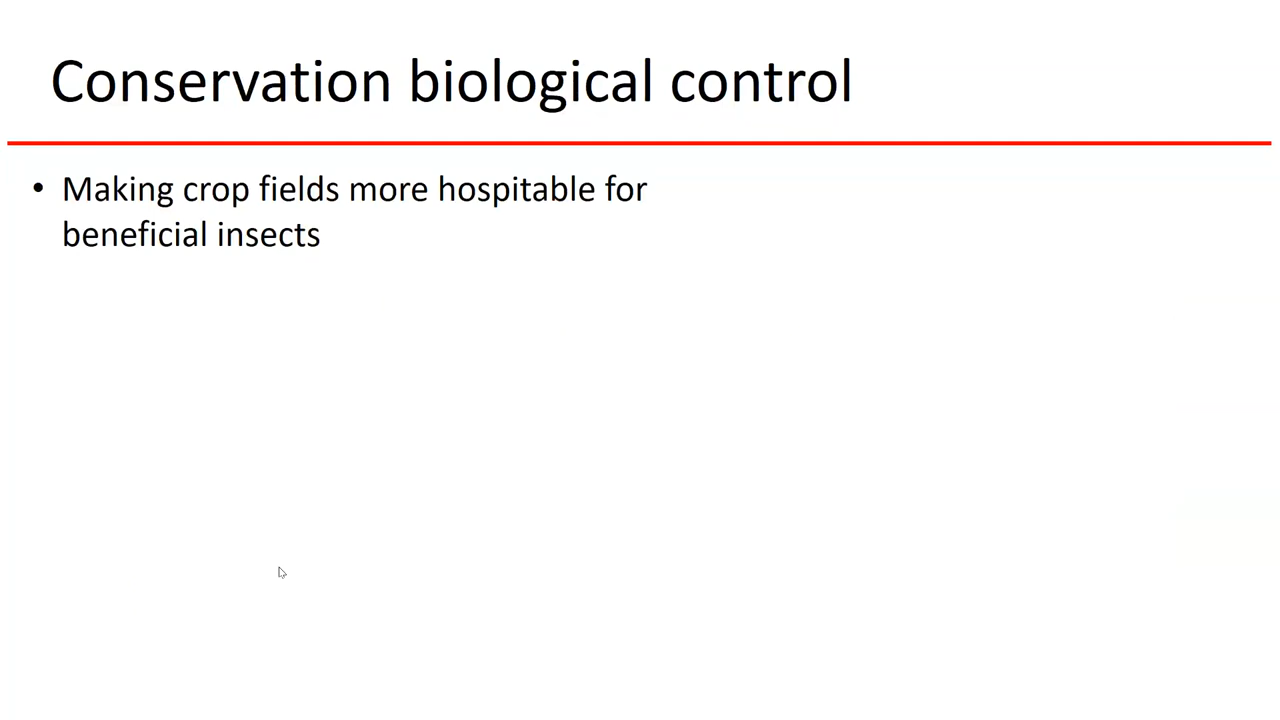 Conservation biological control
• Making crop fields more hospitable for
beneficial insects